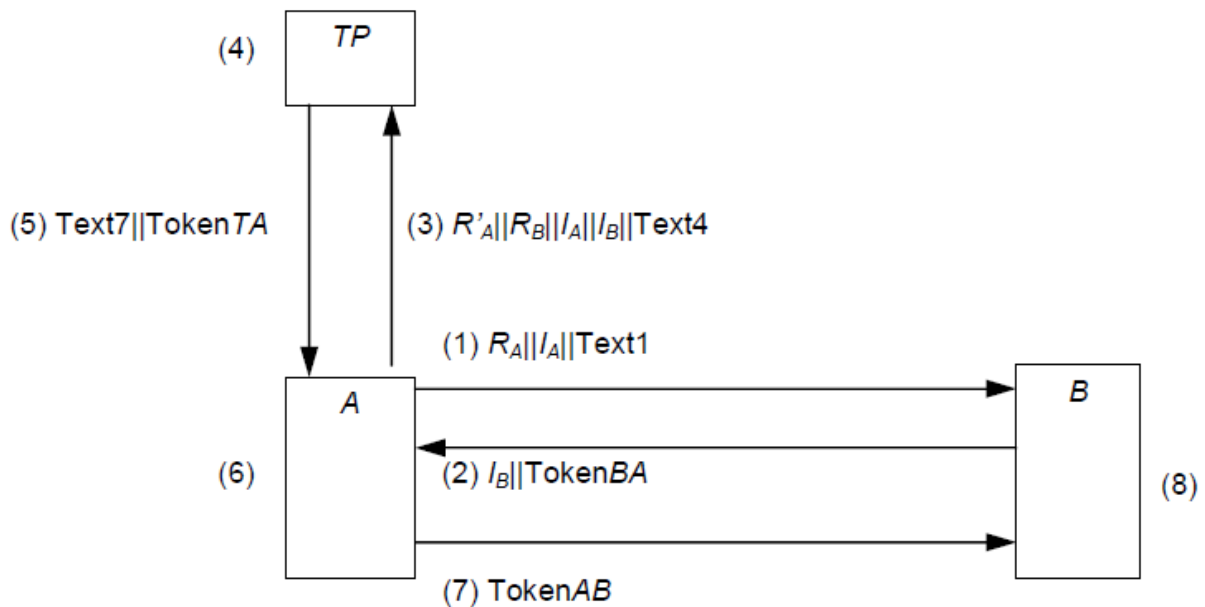 TP
(4)
(5) Text7||TokenTA
(3) R'A||RB||IA||IB||Text4
(1) RA||IA||Text1
A
B
(6)
(2) IB||TokenBA
(8)
(7) TokenAB